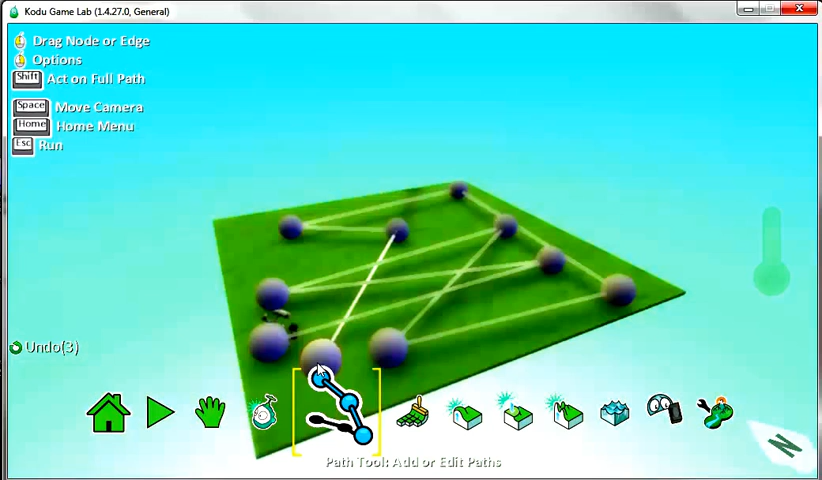 Kodu Game Lab (1.4.27.0, General)
Drag Node or Edge
Options
Shift Act on Full Path
Space Move Camera
Home Home Menu
Esc Run
Undo(3)
N
Path Tool: Add or Edit Paths